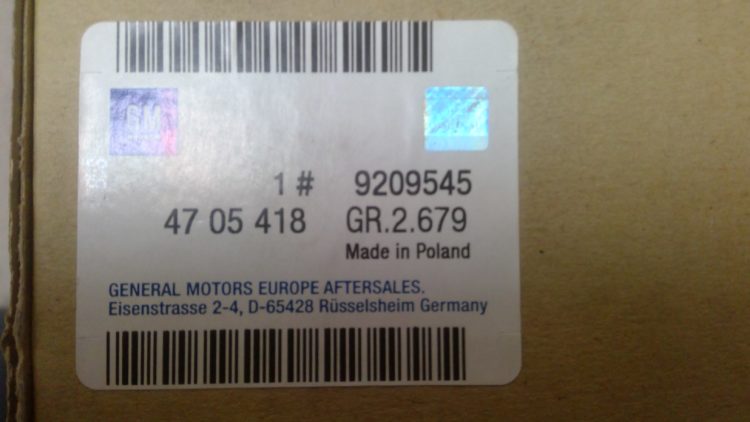 GM
1 # 9209545
47 05 418 GR.2.679
Made in Poland
GENERAL MOTORS EUROPE AFTERSALES.
Eisenstrasse 2-4, D-65428 Rüsselsheim Germany